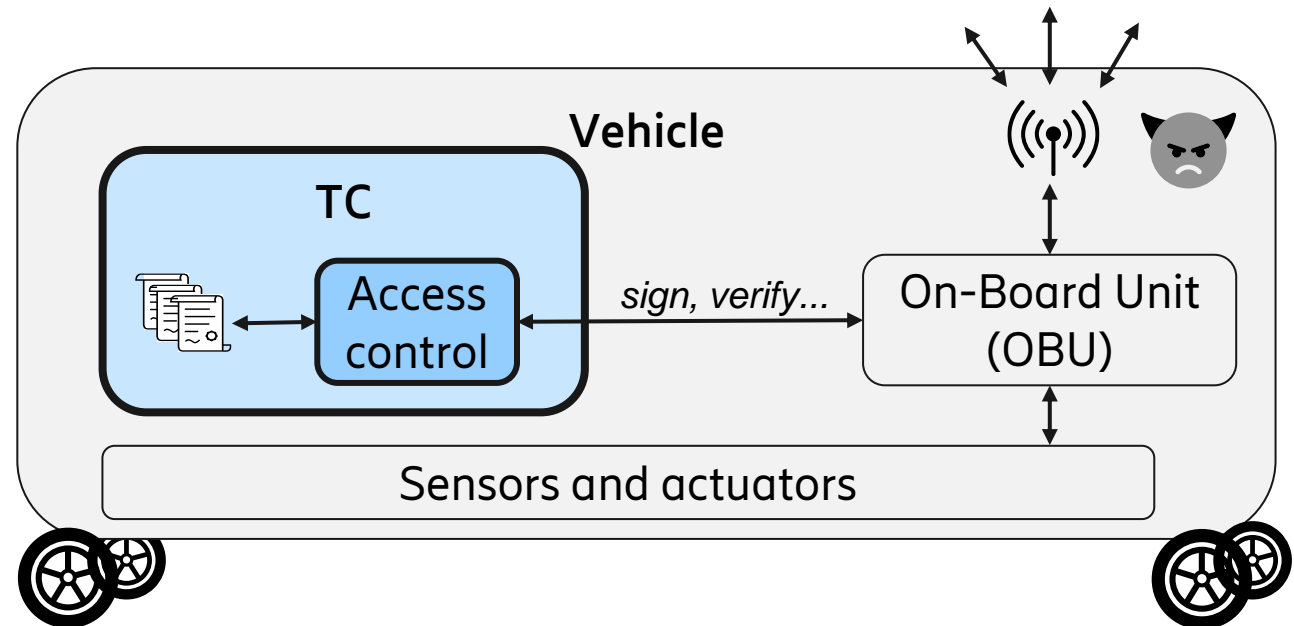 Vehicle
TC
Access
control
sign, verify...
On-Board Unit
(OBU)
Sensors and actuators